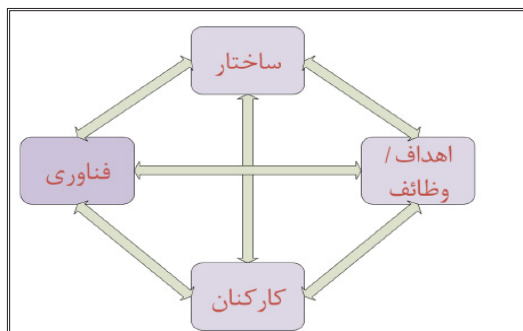 ساختار
اهداف/
وظائف
فناوری
کارکنان